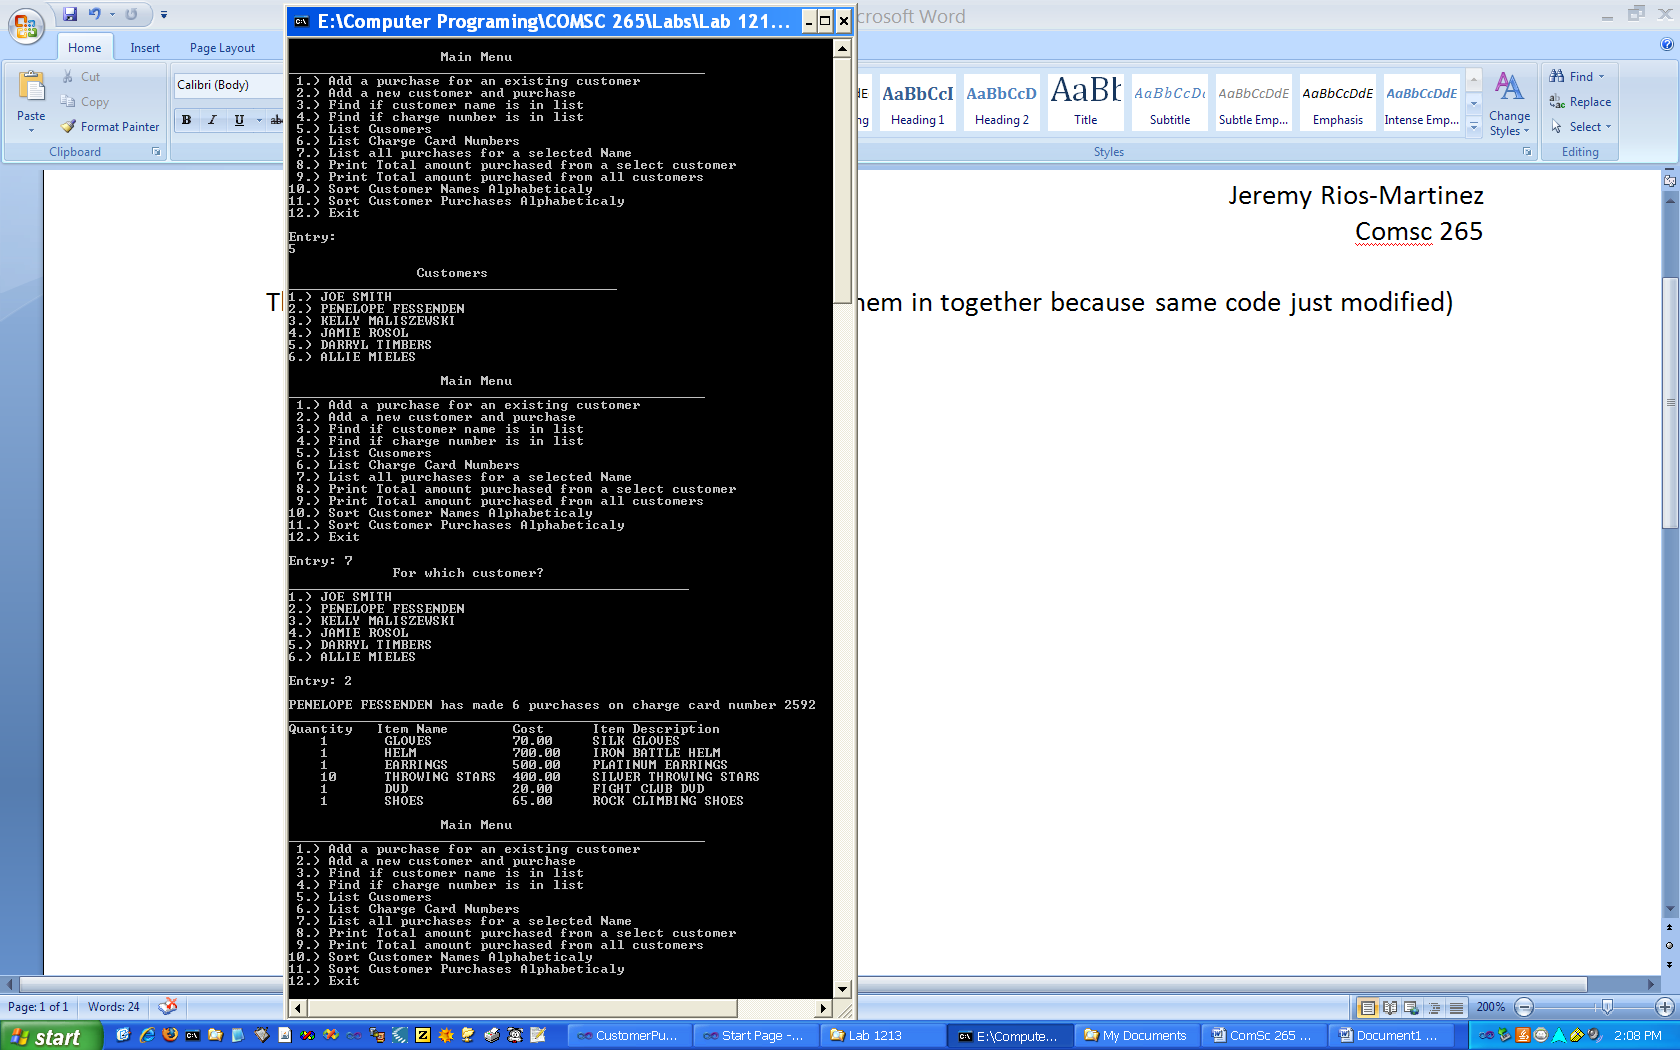 E:\Computer Programing\COMSC 265\Labs\Lab 121...
crosoft Word
Home Insert Page Layout
Cut
Copy
Format Painter
Paste
Clipboard
Calibri (Body)
B I U abc
AaBbCcI AaBbCcD AaBb AaBbCcD AaBbCcDdE AaBbCcDdE AaBbCcDdE
Heading 1 Heading 2 Title Subtitle Subtle Emp... Emphasis Intense Emp...
Change Styles
Styles
Find
Replace
Select
Editing
Jeremy Rios-Martinez
Comsc 265
hem in together because same code just modified)
Main Menu
1.) Add a purchase for an existing customer
2.) Add a new customer and purchase
3.) Find if customer name is in list
4.) Find if charge number is in list
5.) List Cusomers
6.) List Charge Card Numbers
7.) List all purchases for a selected Name
8.) Print Total amount purchased from a select customer
9.) Print Total amount purchased from all customers
10.) Sort Customer Names Alphabeticaly
11.) Sort Customer Purchases Alphabeticaly
12.) Exit
Entry:
5
Customers
1.) JOE SMITH
2.) PENELOPE FESSENDEN
3.) KELLY MALISZEWSKI
4.) JAMIE ROSOL
5.) DARRYL TIMBERS
6.) ALLIE MIELES
Main Menu
1.) Add a purchase for an existing customer
2.) Add a new customer and purchase
3.) Find if customer name is in list
4.) Find if charge number is in list
5.) List Cusomers
6.) List Charge Card Numbers
7.) List all purchases for a selected Name
8.) Print Total amount purchased from a select customer
9.) Print Total amount purchased from all customers
10.) Sort Customer Names Alphabeticaly
11.) Sort Customer Purchases Alphabeticaly
12.) Exit
Entry: 7
For which customer?
1.) JOE SMITH
2.) PENELOPE FESSENDEN
3.) KELLY MALISZEWSKI
4.) JAMIE ROSOL
5.) DARRYL TIMBERS
6.) ALLIE MIELES
Entry: 2
PENELOPE FESSENDEN has made 6 purchases on charge card number 2592
Quantity Item Name Cost Item Description
1 GLOVES 70.00 SILK GLOVES
1 HELM 700.00 IRON BATTLE HELM
1 EARRINGS 500.00 PLATINUM EARRINGS
10 THROWING STARS 400.00 SILVER THROWING STARS
1 DVD 20.00 FIGHT CLUB DVD
1 SHOES 65.00 ROCK CLIMBING SHOES
Main Menu
1.) Add a purchase for an existing customer
2.) Add a new customer and purchase
3.) Find if customer name is in list
4.) Find if charge number is in list
5.) List Cusomers
6.) List Charge Card Numbers
7.) List all purchases for a selected Name
8.) Print Total amount purchased from a select customer
9.) Print Total amount purchased from all customers
10.) Sort Customer Names Alphabeticaly
11.) Sort Customer Purchases Alphabeticaly
12.) Exit
Page: 1 of 1 Words: 24 200%
start CustomerPu... Start Page -... Lab 1213 E:\Compute... My Documents ComSc 265 ... Document1 ... 2:08 PM